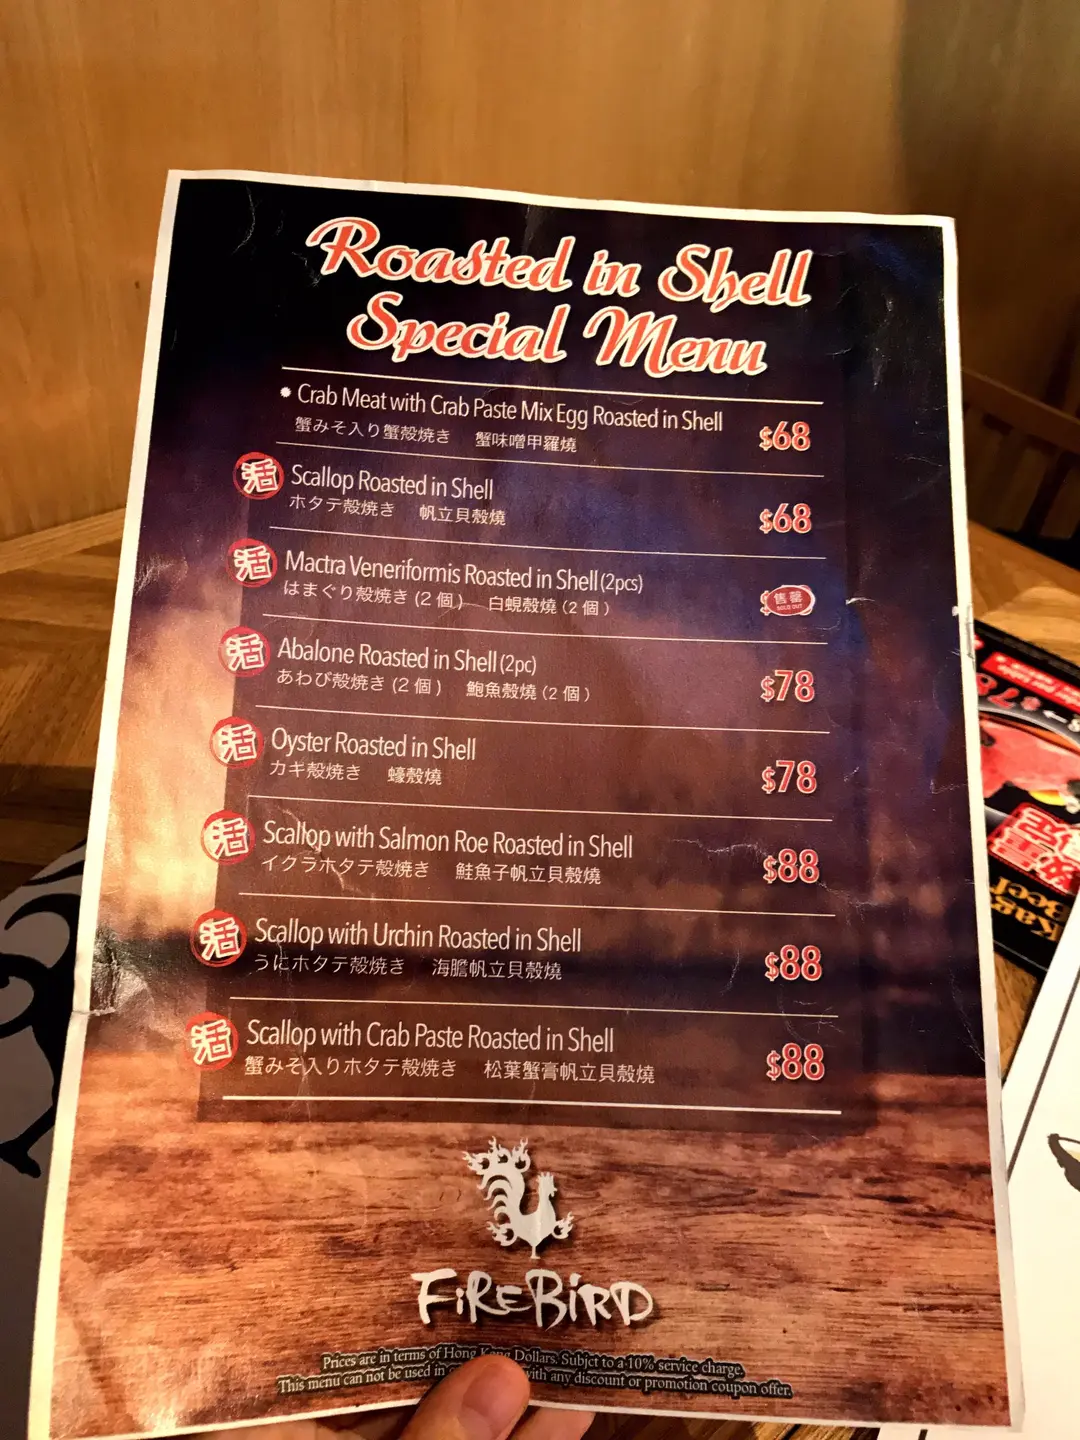 Roasted in Shell
Special Menu
Crab Meat with Crab Paste Mix Egg Roasted in Shell
蟹みそ入り蟹殻焼き 蟹味噌甲羅燒
$68
活
Scallop Roasted in Shell
ホタテ殻焼き 帆立貝殼燒
$68
活
Mactra Veneriformis Roasted in Shell (2pcs)
はまぐり殻焼き (2 個) 白蜆殼燒 (2 個)
$
售罄
SOLD OUT
活
Abalone Roasted in Shell (2pc)
あわび殻焼き (2 個) 鮑魚殼燒 (2 個)
$78
活
Oyster Roasted in Shell
カキ殻焼き 蠔殼燒
$78
活
Scallop with Salmon Roe Roasted in Shell
イクラホタテ殻焼き 鮭魚子帆立貝殼燒
$88
活
Scallop with Urchin Roasted in Shell
うにホタテ殻焼き 海膽帆立貝殼燒
$88
活
Scallop with Crab Paste Roasted in Shell
蟹みそ入りホタテ殻焼き 松葉蟹膏帆立貝殼燒
$88
FiREBiRD
Prices are in terms of Hong Kong Dollars. Subjct to a 10% service charge.
This menu can not be used in with any discount or promotion coupon offer.
Beef